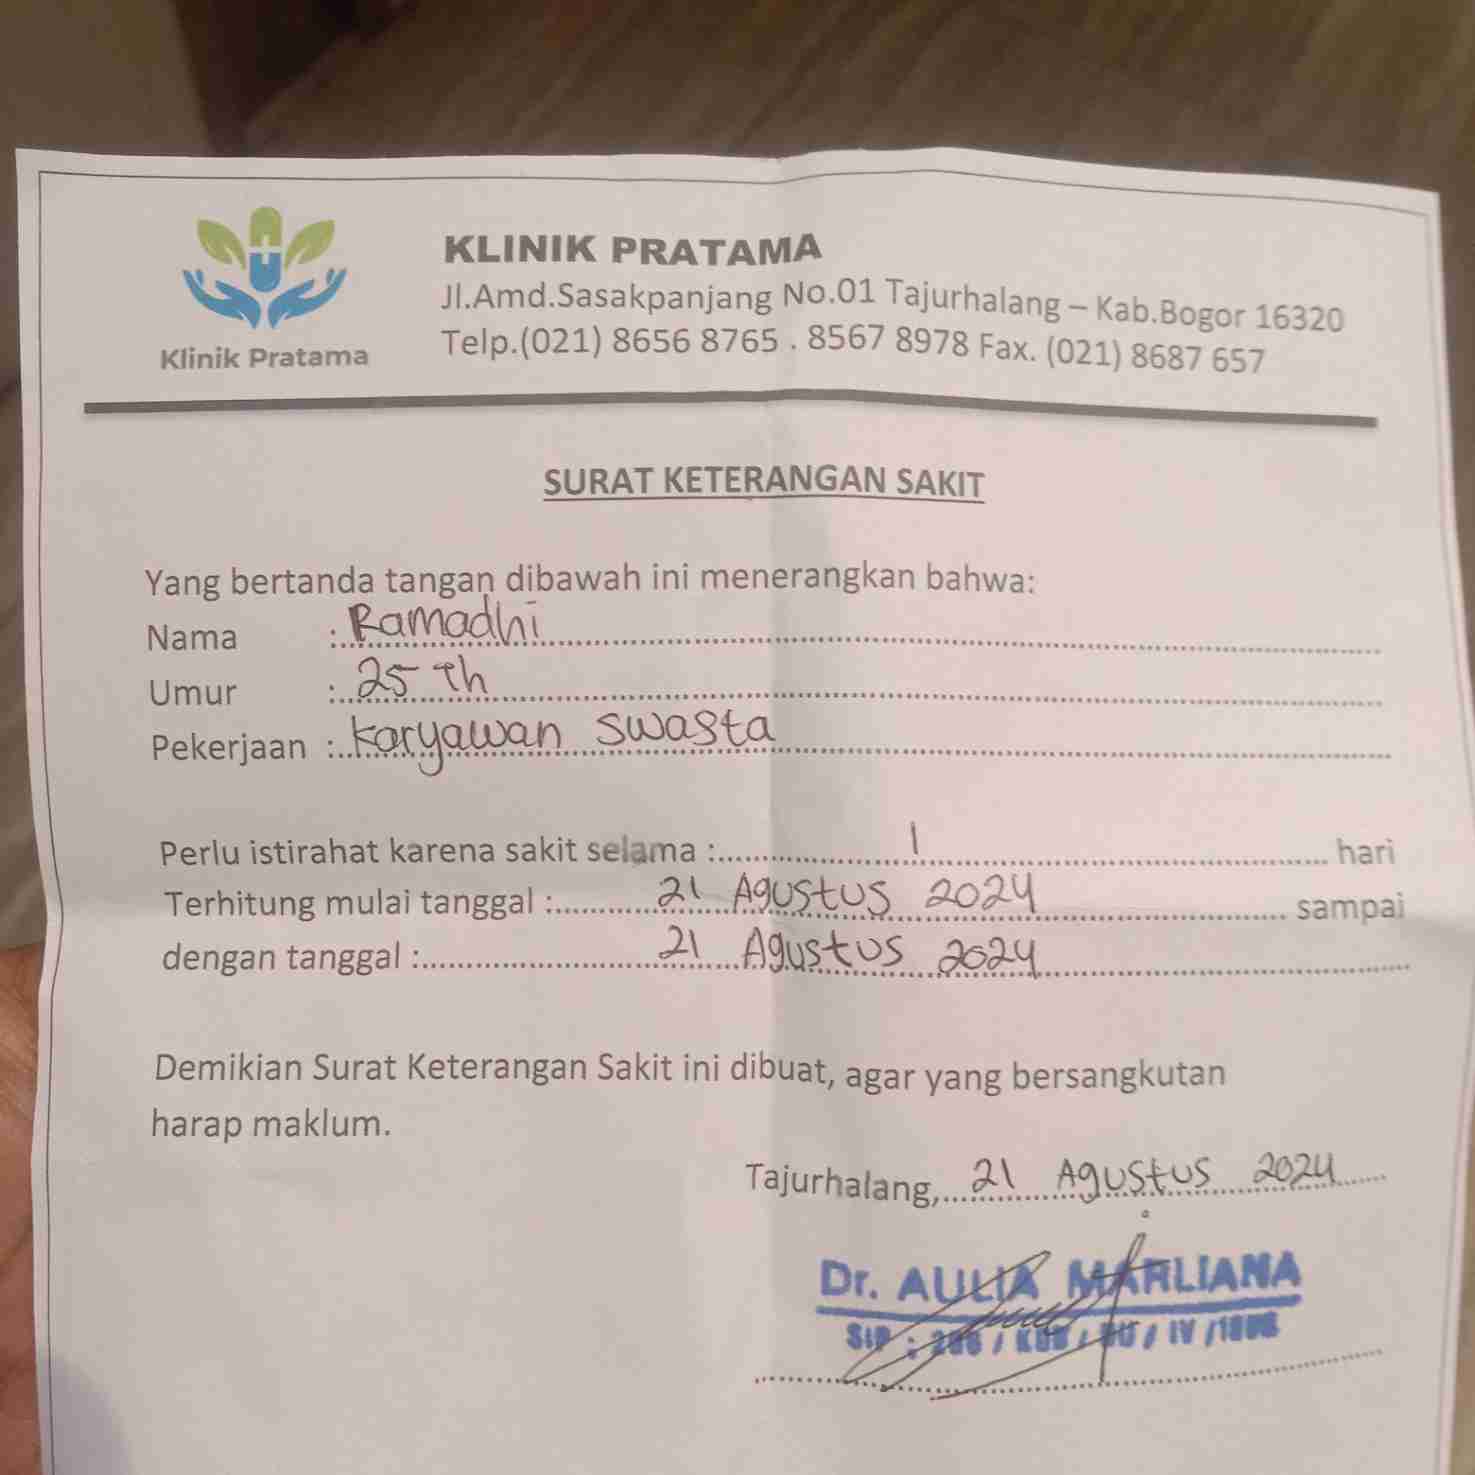 KLINIK PRATAMA
Jl.Amd.Sasakpanjang No.01 Tajurhalang – Kab.Bogor 16320
Telp.(021) 8656 8765 . 8567 8978 Fax. (021) 8687 657
Klinik Pratama
SURAT KETERANGAN SAKIT
Yang bertanda tangan dibawah ini menerangkan bahwa:
Nama : Ramadhi
Umur : 25 Th
Pekerjaan : Karyawan Swasta
Perlu istirahat karena sakit selama : 1 hari
Terhitung mulai tanggal : 21 Agustus 2024 sampai
dengan tanggal : 21 Agustus 2024
Demikian Surat Keterangan Sakit ini dibuat, agar yang bersangkutan
harap maklum.
Tajurhalang, 21 Agustus 2024
Dr. AULIA MARLIANA
SIP : / / / IV /